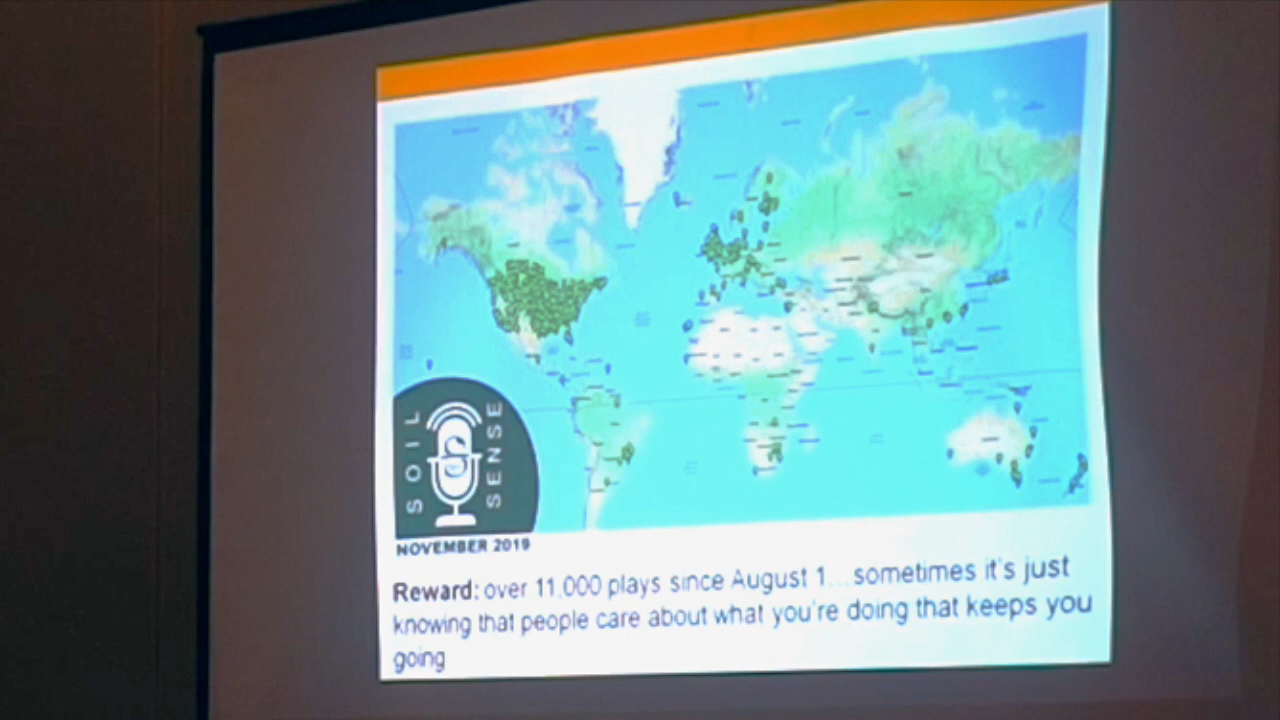 SOIL
SENSE
NOVEMBER 2019
Reward: over 11,000 plays since August 1...sometimes it's just
knowing that people care about what you're doing that keeps you
going